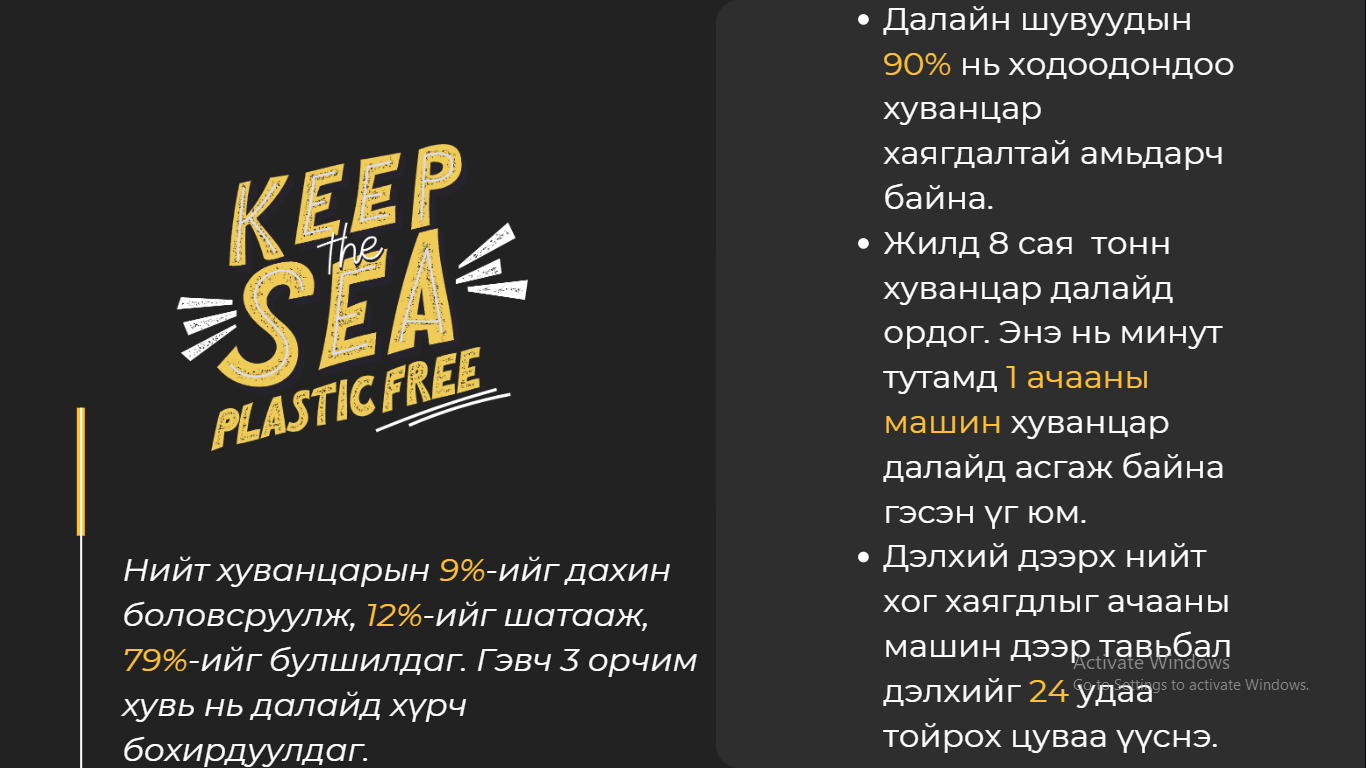 KEEP
the
SEA
PLASTIC FREE
Нийт хуванцарын 9%-ийг дахин
боловсруулж, 12%-ийг шатааж,
79%-ийг булшилдаг. Гэвч 3 орчим
хувь нь далайд хүрч
бохирдуулдаг.
• Далайн шувуудын
90% нь ходоодондоо
хуванцар
хаягдалтай амьдарч
байна.
• Жилд 8 сая  тонн
хуванцар далайд
ордог. Энэ нь минут
тутамд 1 ачааны
машин хуванцар
далайд асгаж байна
гэсэн үг юм.
• Дэлхий дээрх нийт
хог хаягдлыг ачааны
машин дээр тавьбал
дэлхийг 24 удаа
тойрох цуваа үүснэ.
Activate Windows
Go to Settings to activate Windows.